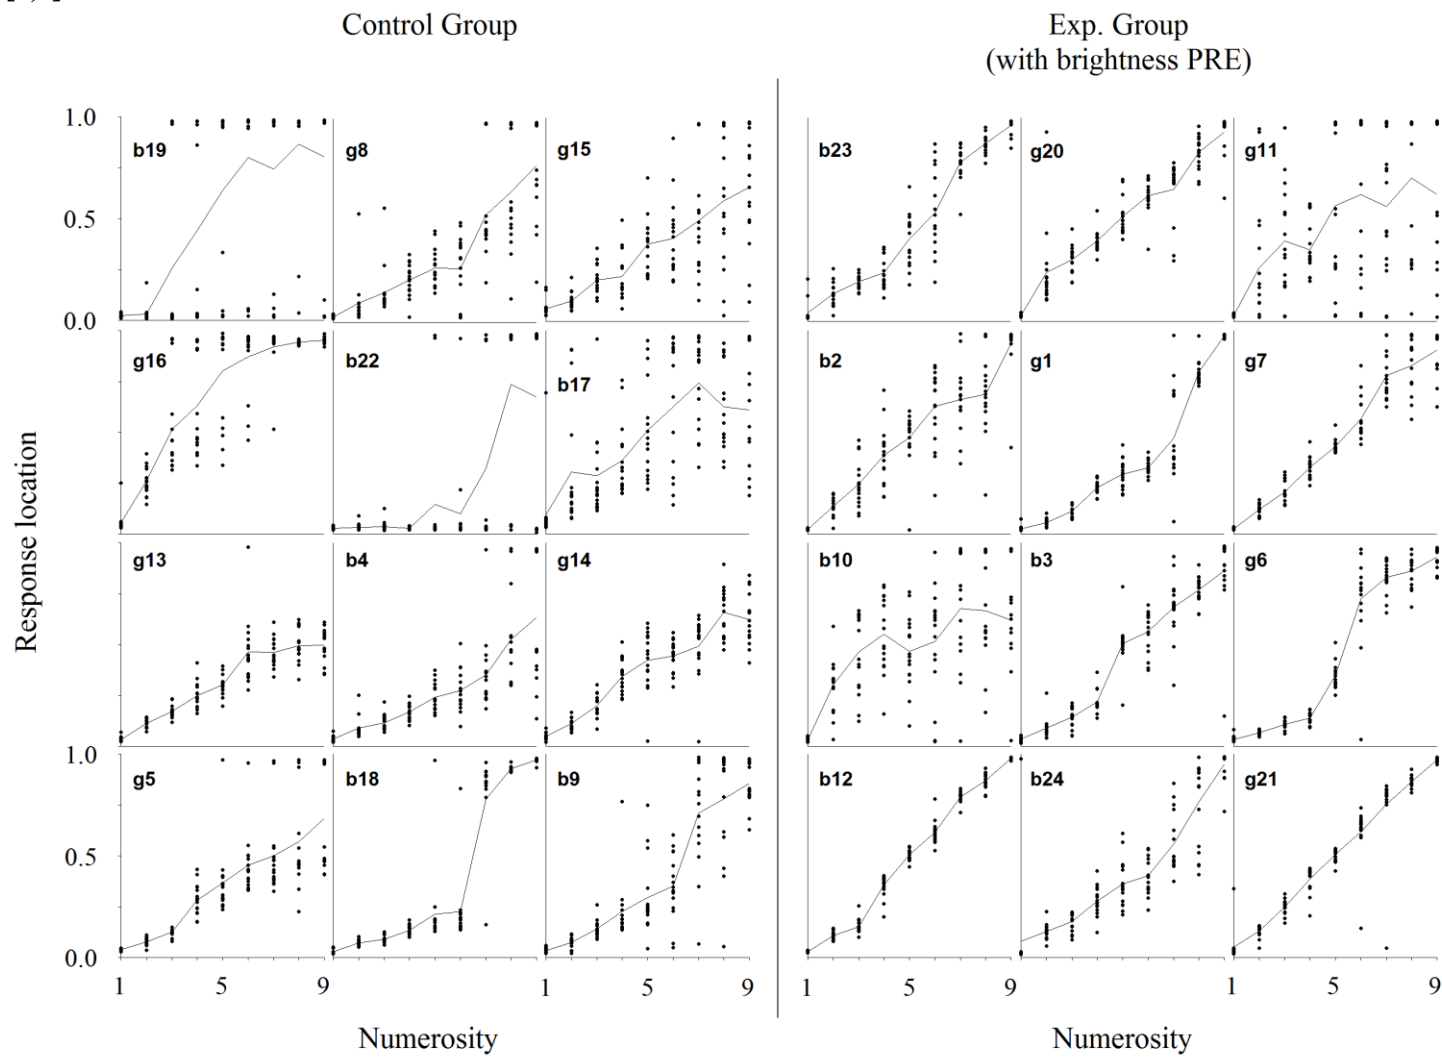 Control Group
Exp. Group
(with brightness PRE)
Response location
1.0
0.5
0.0
b19
g8
g15
b23
g20
g11
g16
b22
b17
b2
g1
g7
g13
b4
g14
b10
b3
g6
1.0
0.5
0.0
g5
b18
b9
b12
b24
g21
1
5
9
1
5
9
1
5
9
1
5
9
Numerosity
Numerosity